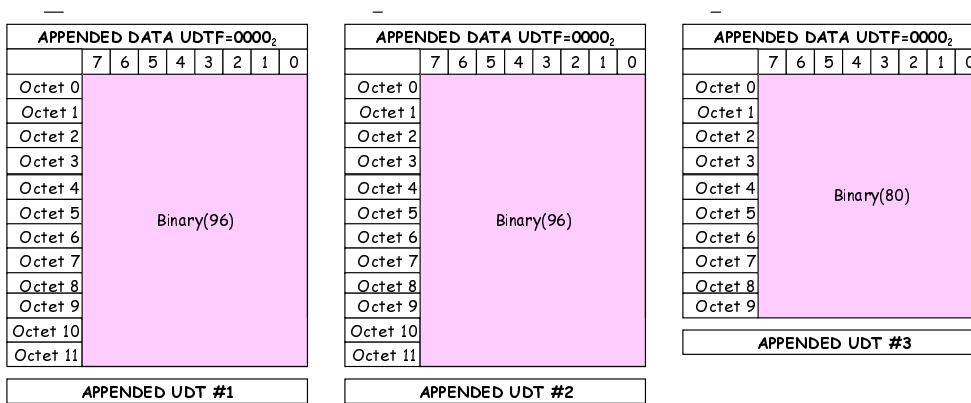 APPENDED DATA UDTF=0000₂
7 6 5 4 3 2 1 0
Octet 0
Octet 1
Octet 2
Octet 3
Octet 4
Octet 5
Octet 6
Octet 7
Octet 8
Octet 9
Octet 10
Octet 11
Binary(96)
APPENDED UDT #1
APPENDED DATA UDTF=0000₂
7 6 5 4 3 2 1 0
Octet 0
Octet 1
Octet 2
Octet 3
Octet 4
Octet 5
Octet 6
Octet 7
Octet 8
Octet 9
Octet 10
Octet 11
Binary(96)
APPENDED UDT #2
APPENDED DATA UDTF=0000₂
7 6 5 4 3 2 1 0
Octet 0
Octet 1
Octet 2
Octet 3
Octet 4
Octet 5
Octet 6
Octet 7
Octet 8
Octet 9
Binary(80)
APPENDED UDT #3